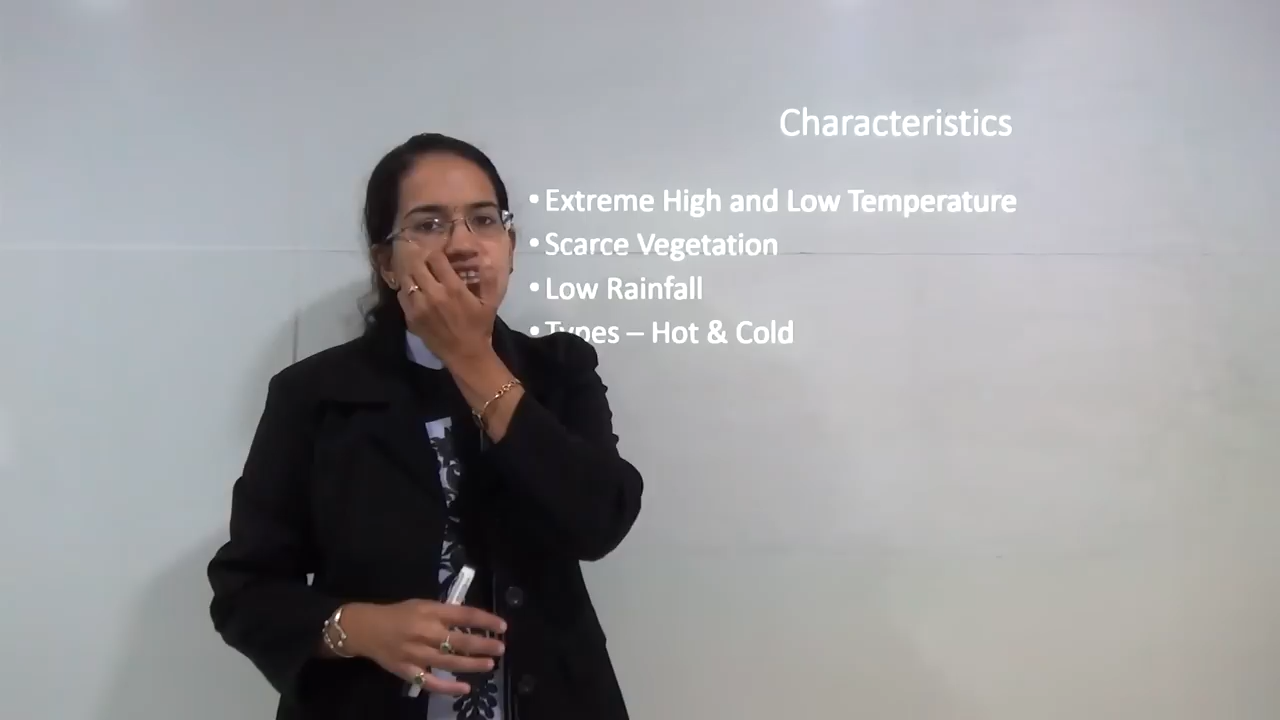 Characteristics
• Extreme High and Low Temperature
• Scarce Vegetation
• Low Rainfall
• Types – Hot & Cold